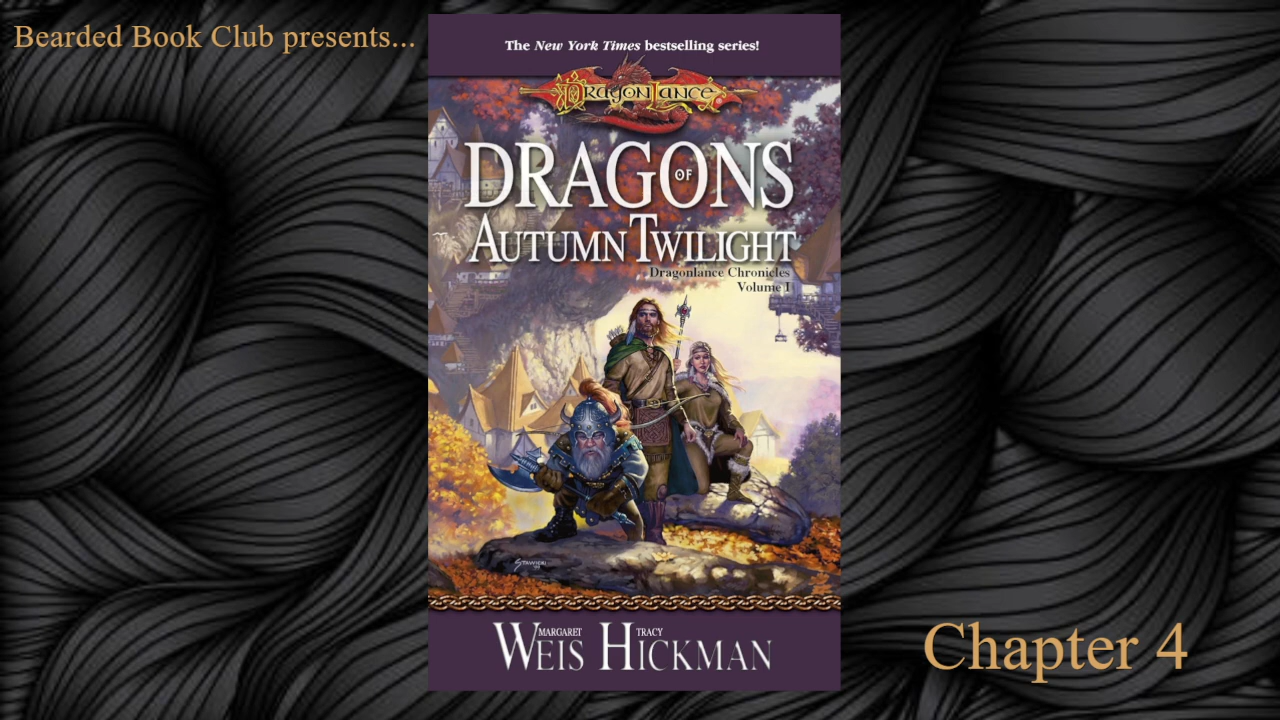 Bearded Book Club presents...
The New York Times bestselling series!
DRAGONLANCE
DRAGONS
OF
AUTUMN TWILIGHT
Dragonlance Chronicles
Volume I
MARGARET
WEIS
TRACY
HICKMAN
Chapter 4